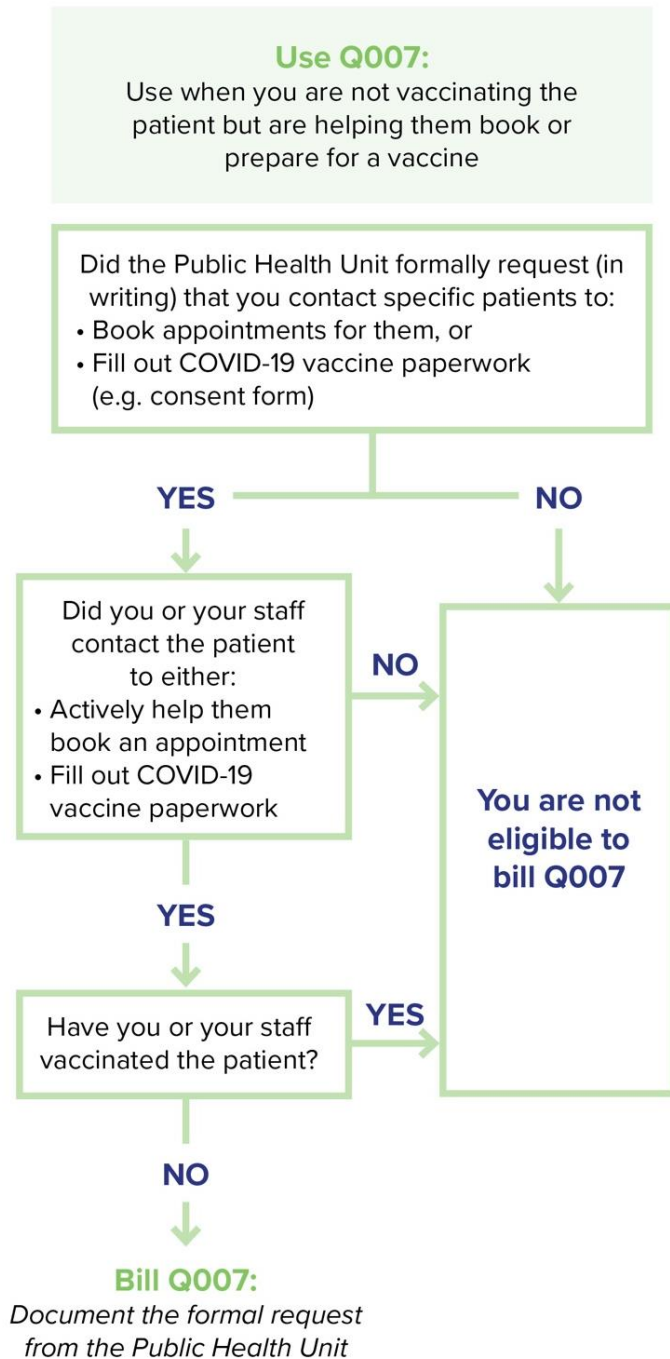 Use Q007:
Use when you are not vaccinating the
patient but are helping them book or
prepare for a vaccine
Did the Public Health Unit formally request (in
writing) that you contact specific patients to:
• Book appointments for them, or
• Fill out COVID-19 vaccine paperwork
(e.g. consent form)
YES
NO
Did you or your staff
contact the patient
to either:
• Actively help them
book an appointment
• Fill out COVID-19
vaccine paperwork
NO
You are not
eligible to
bill Q007
YES
Have you or your staff
vaccinated the patient?
YES
NO
Bill Q007:
Document the formal request
from the Public Health Unit